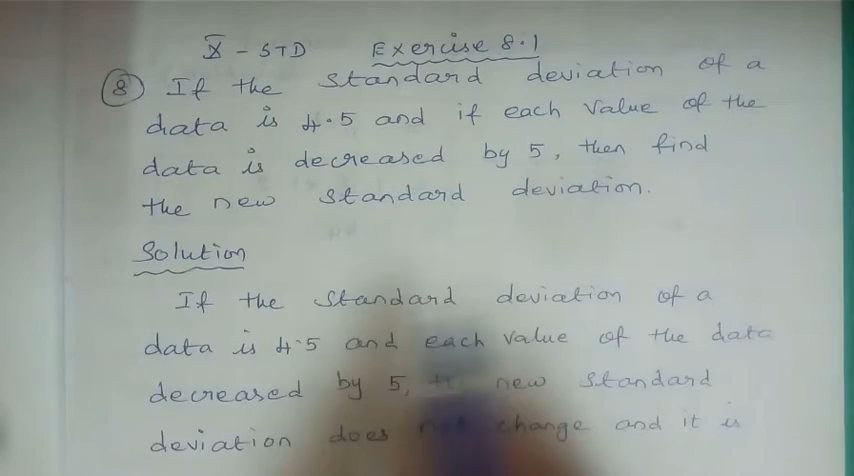 X - STD Exercise 8.1
8 If the standard deviation of a
data is 4.5 and if each value of the
data is decreased by 5, then find
the new standard deviation.
Solution
If the standard deviation of a
data is 4.5 and each value of the data
decreased by 5, new standard
deviation does not change and it is